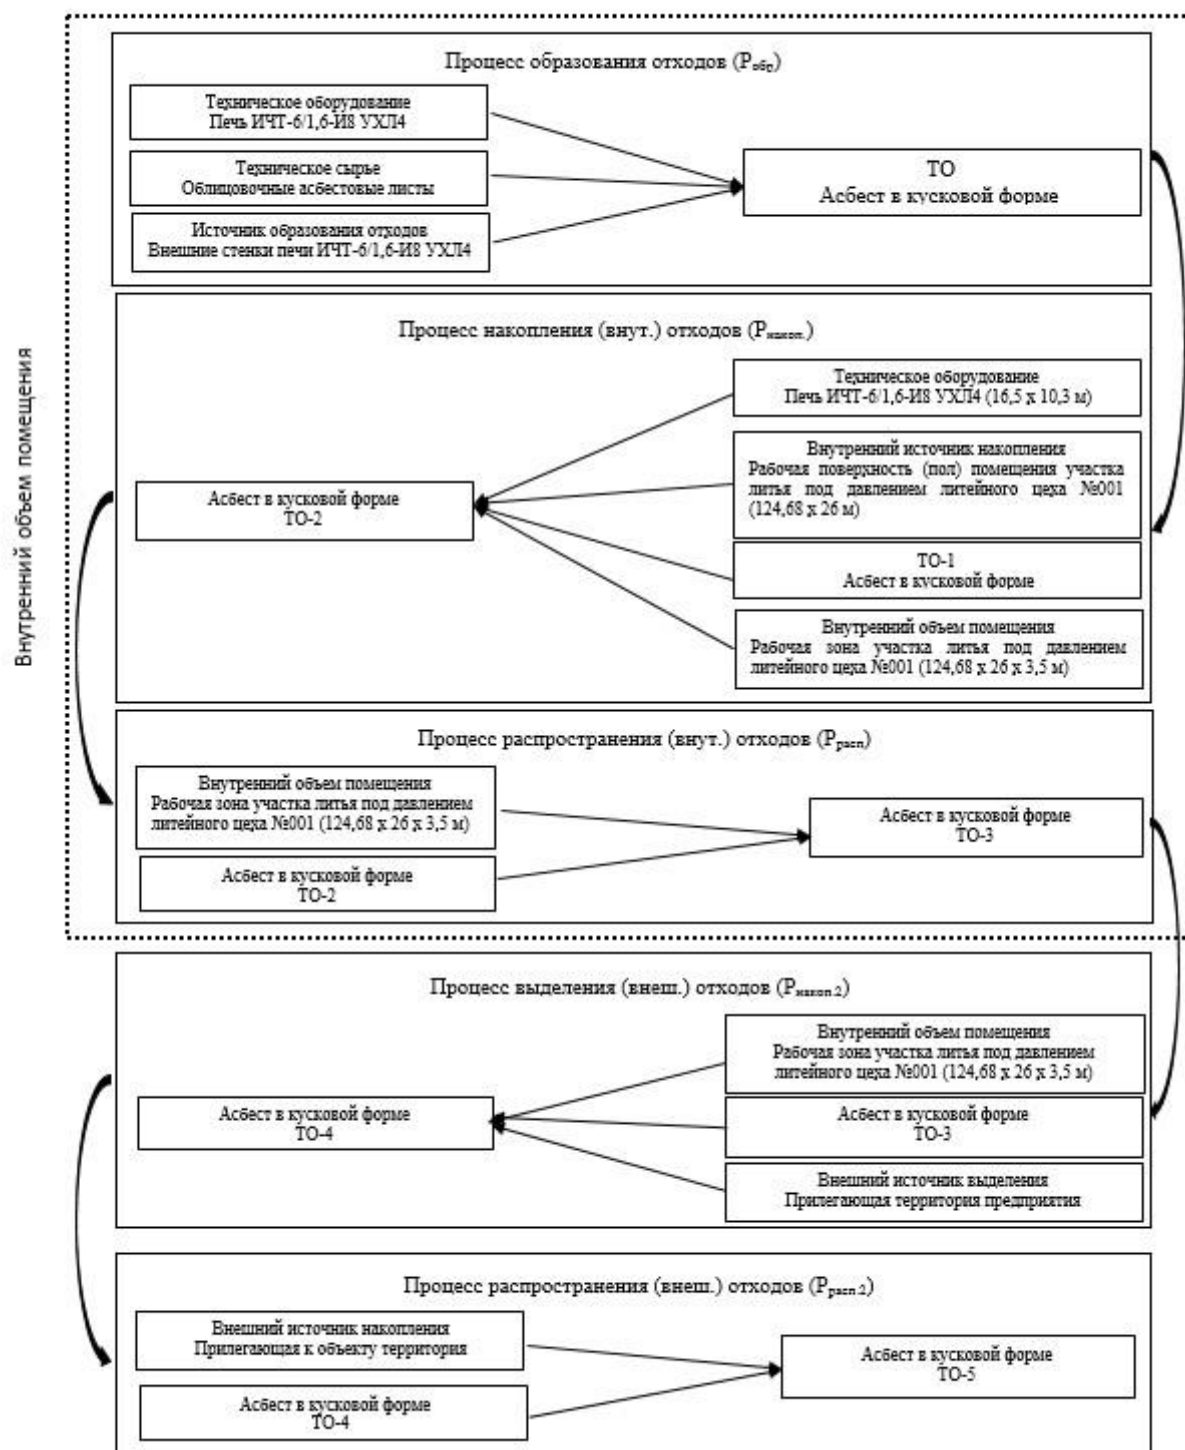 Внутренний объем помещения
Процесс образования отходов (Р обр)
Техническое оборудование
Печь ИЧТ-6/1,6-И8 УХЛ4
Техническое сырье
Облицовочные асбестовые листы
Источник образования отходов
Внешние стенки печи ИЧТ-6/1,6-И8 УХЛ4
ТО
Асбест в кусковой форме
Процесс накопления (внут.) отходов (Р накоп.)
Техническое оборудование
Печь ИЧТ-6/1,6-И8 УХЛ4 (16,5 х 10,3 м)
Внутренний источник накопления
Рабочая поверхность (пол) помещения участка
литья под давлением литейного цеха №001
(124,68 х 26 м)
Асбест в кусковой форме
ТО-2
ТО-1
Асбест в кусковой форме
Внутренний объем помещения
Рабочая зона участка литья под давлением
литейного цеха №001 (124,68 х 26 х 3,5 м)
Процесс распространения (внут.) отходов (Р расп)
Внутренний объем помещения
Рабочая зона участка литья под давлением
литейного цеха №001 (124,68 х 26 х 3,5 м)
Асбест в кусковой форме
ТО-2
Асбест в кусковой форме
ТО-3
Процесс выделения (внеш.) отходов (Р накоп.2)
Внутренний объем помещения
Рабочая зона участка литья под давлением
литейного цеха №001 (124,68 х 26 х 3,5 м)
Асбест в кусковой форме
ТО-4
Асбест в кусковой форме
ТО-3
Внешний источник выделения
Прилегающая территория предприятия
Процесс распространения (внеш.) отходов (Р расп.2)
Внешний источник накопления
Прилегающая к объекту территория
Асбест в кусковой форме
ТО-4
Асбест в кусковой форме
ТО-5